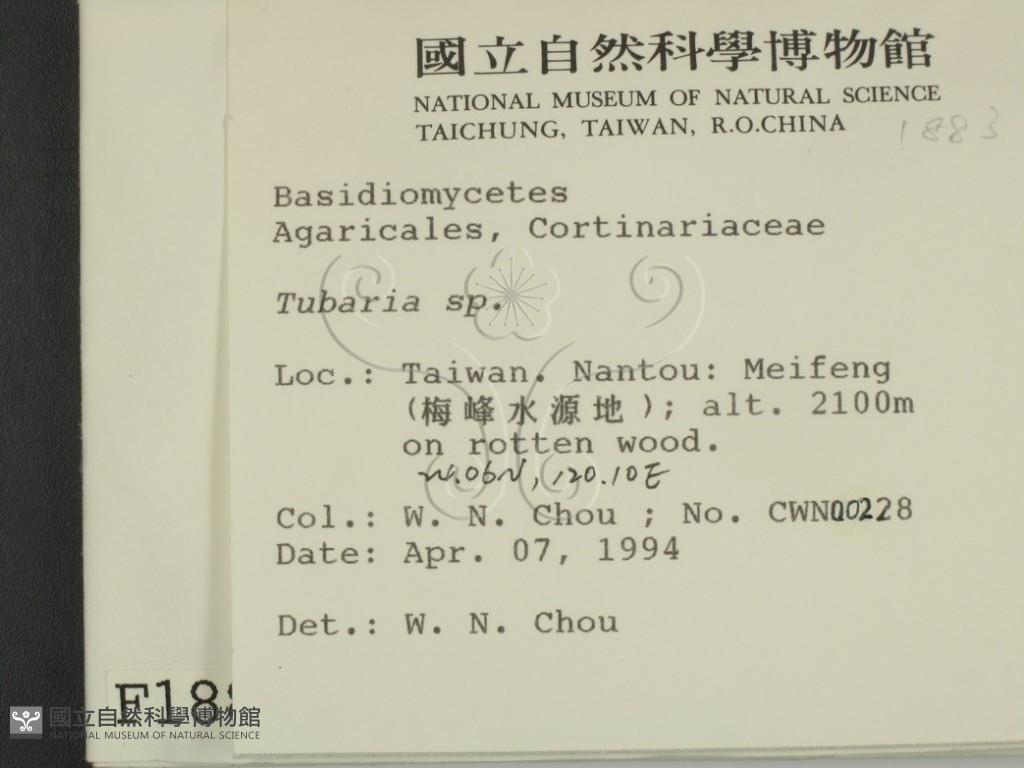 國立自然科學博物館
NATIONAL MUSEUM OF NATURAL SCIENCE
TAICHUNG, TAIWAN, R.O.CHINA
1883
Basidiomycetes
Agaricales, Cortinariaceae
Tubaria sp.
Loc.: Taiwan. Nantou: Meifeng
(梅峰水源地); alt. 2100m
on rotten wood.
.06N, 120.10E
Col.: W. N. Chou ; No. CWN00228
Date: Apr. 07, 1994
Det.: W. N. Chou
F188
國立自然科學博物館
NATIONAL MUSEUM OF NATURAL SCIENCE